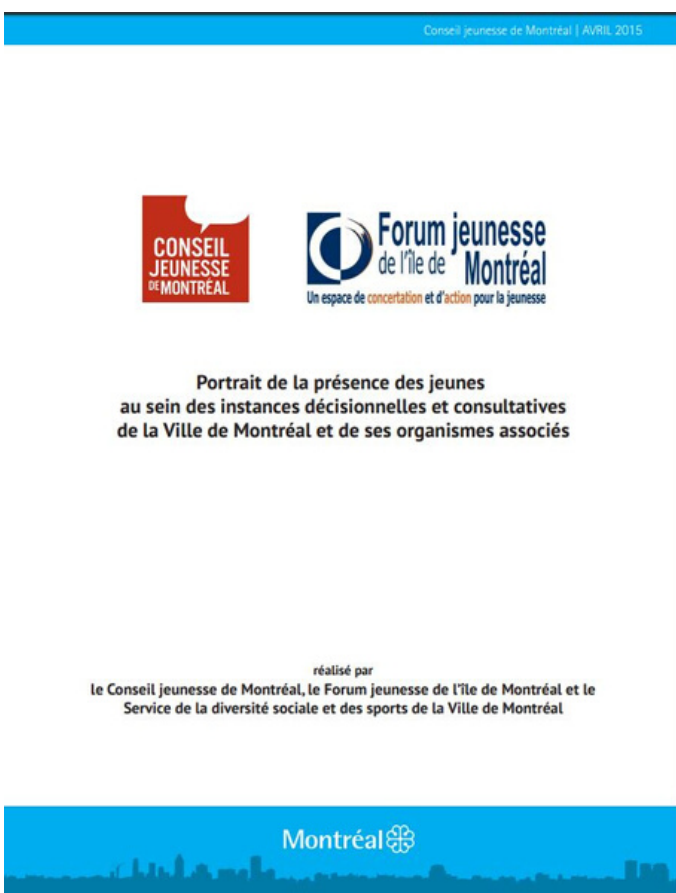 Conseil jeunesse de Montréal | AVRIL 2015
CONSEIL
JEUNESSE
DE MONTRÉAL
Forum jeunesse
de l'île de Montréal
Un espace de concertation et d'action pour la jeunesse
Portrait de la présence des jeunes
au sein des instances décisionnelles et consultatives
de la Ville de Montréal et de ses organismes associés
réalisé par
le Conseil jeunesse de Montréal, le Forum jeunesse de l'île de Montréal et le
Service de la diversité sociale et des sports de la Ville de Montréal
Montréal